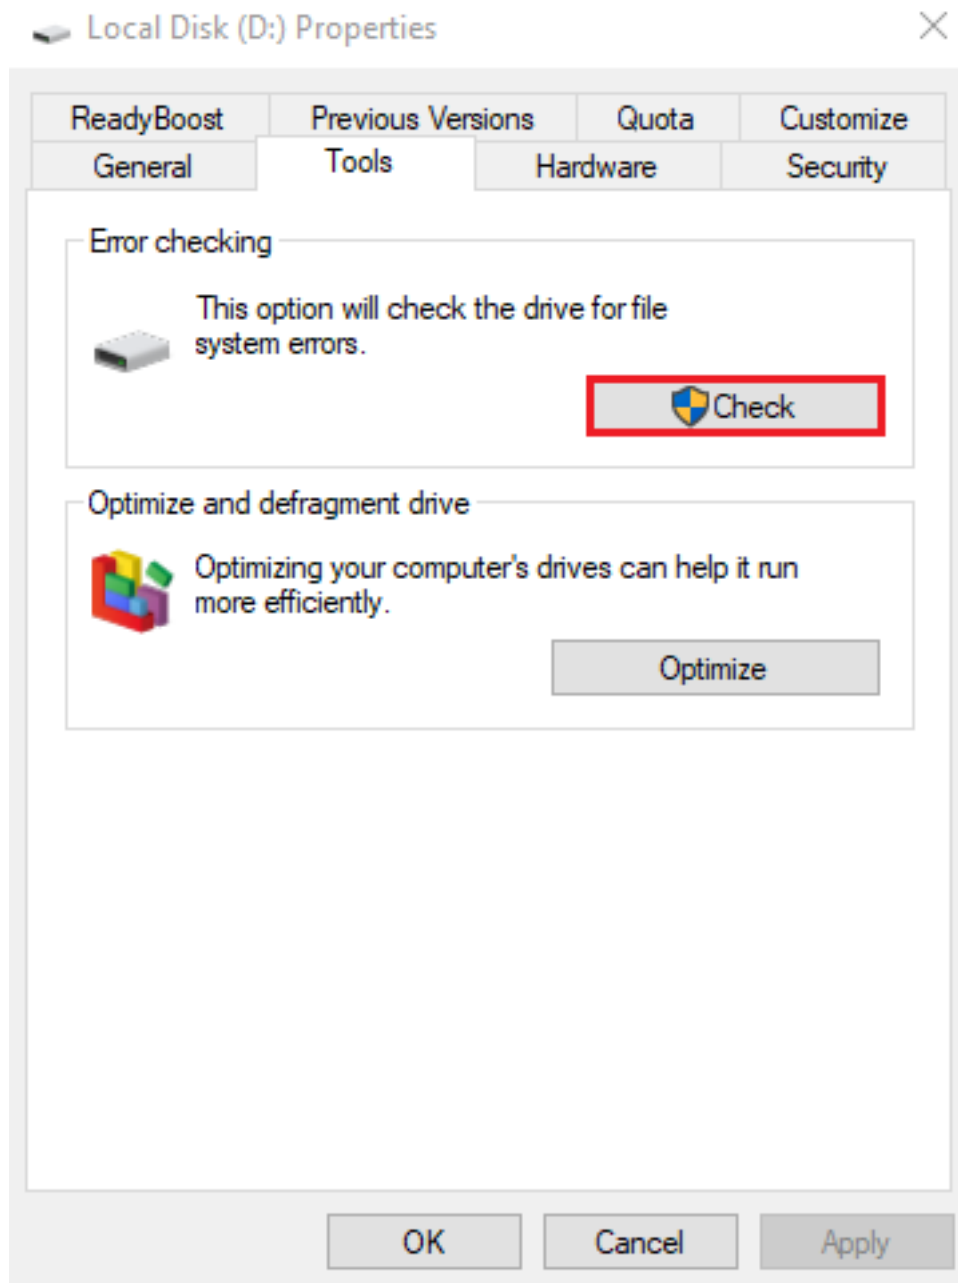 Local Disk (D:) Properties
ReadyBoost Previous Versions Quota Customize
General Tools Hardware Security
Error checking
This option will check the drive for file
system errors.
Check
Optimize and defragment drive
Optimizing your computer's drives can help it run
more efficiently.
Optimize
OK Cancel Apply